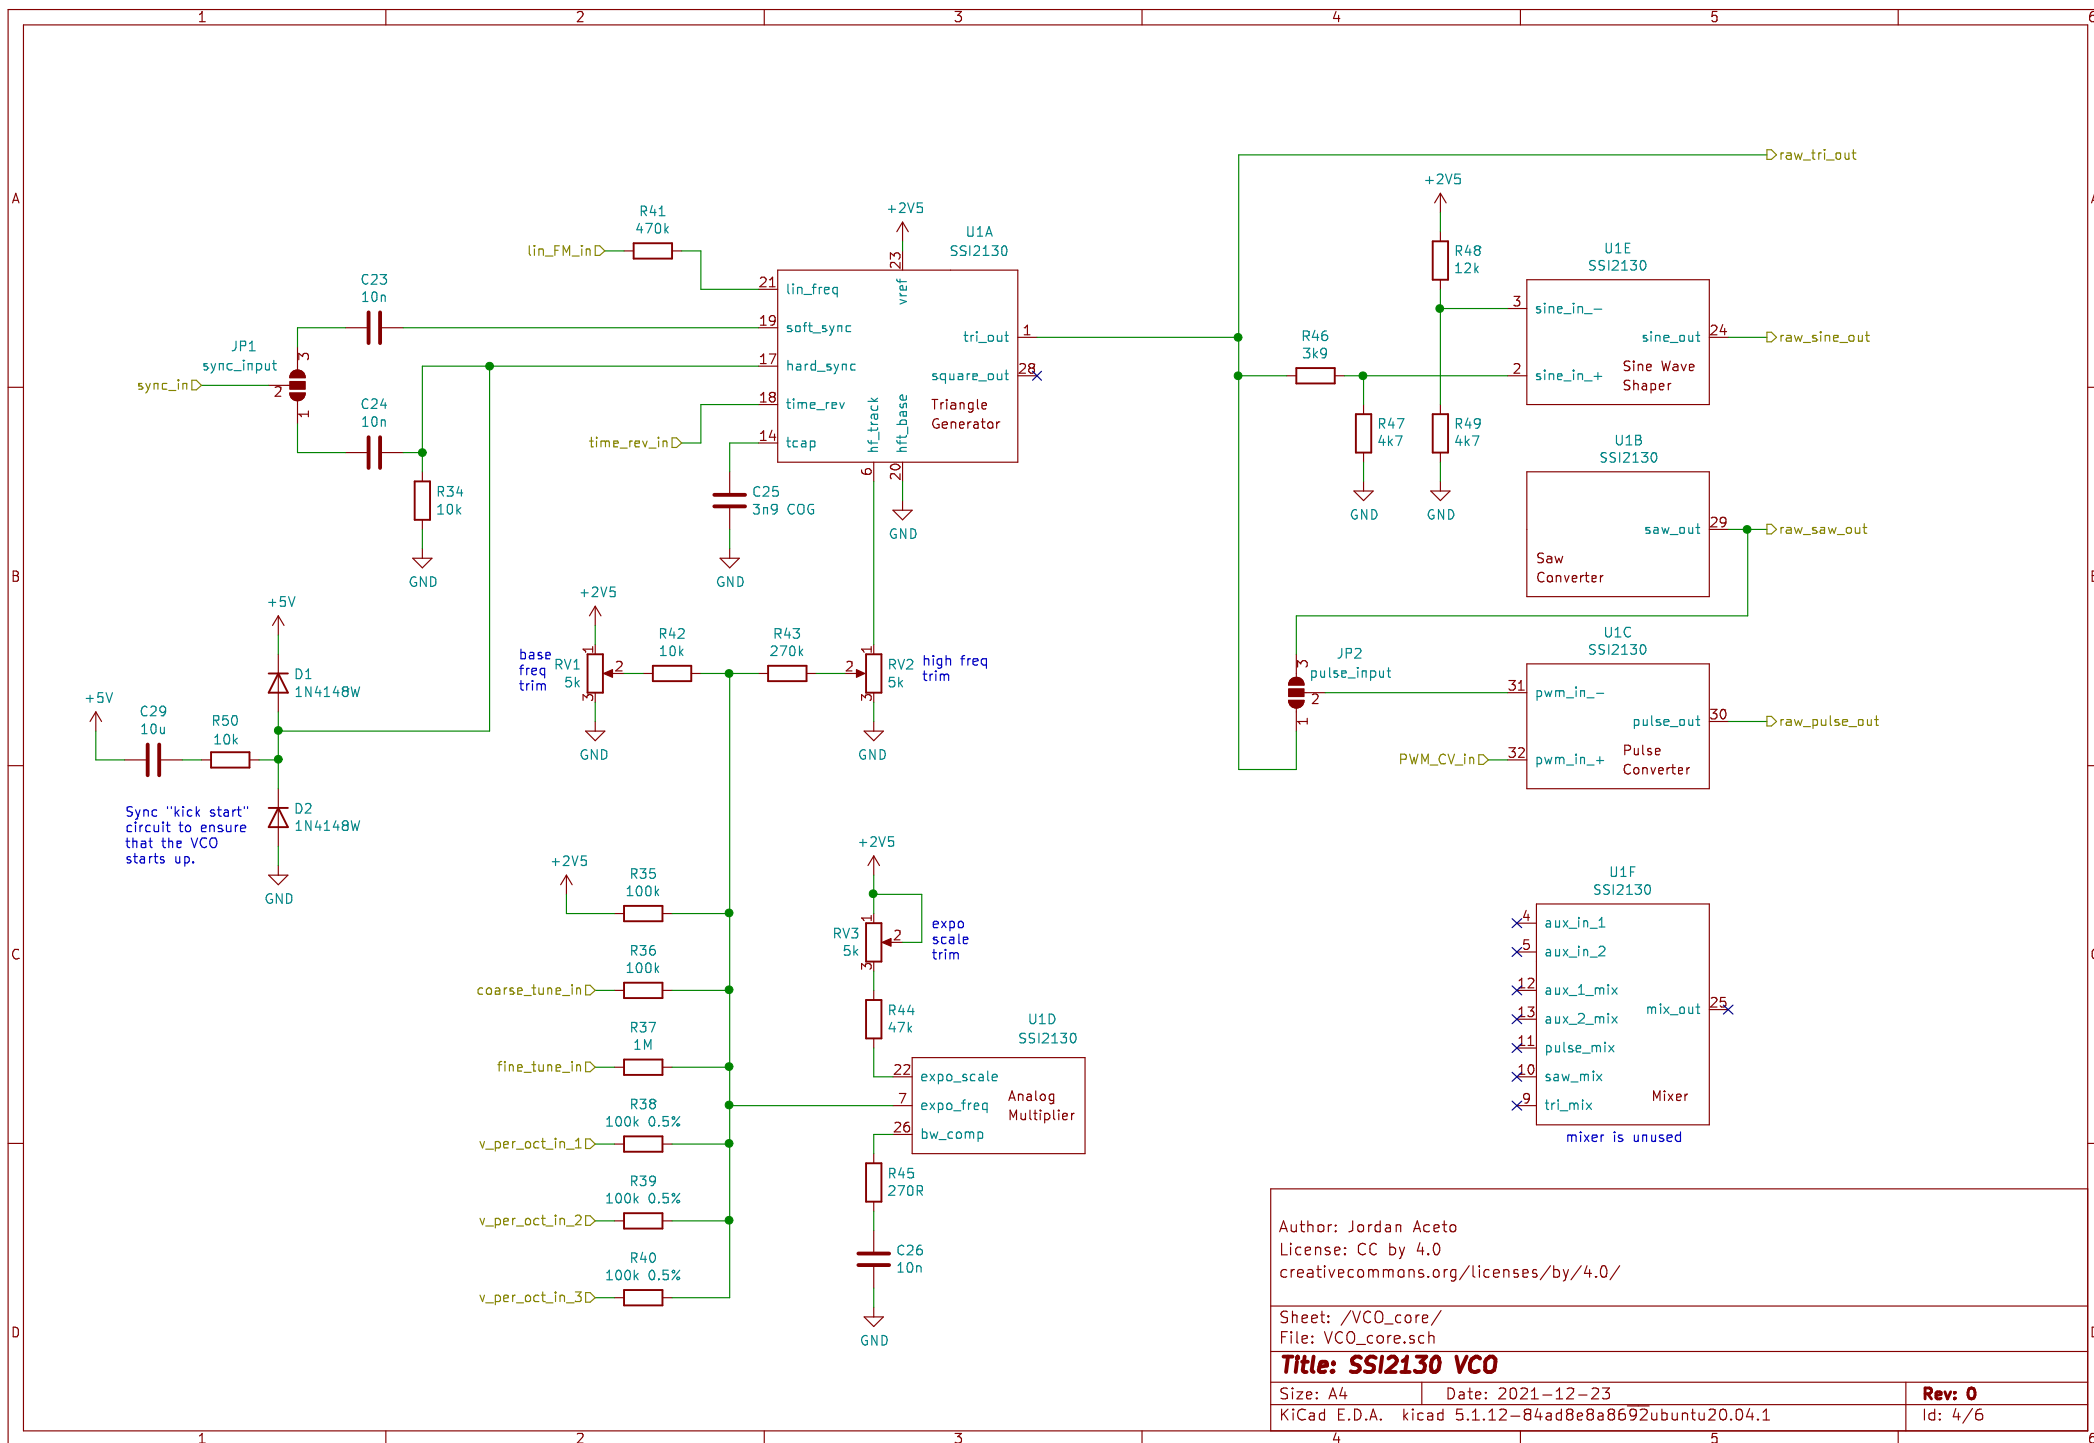 1 2 3 4 5 6
A
B
C
D
raw_tri_out
+2V5
R48
12k
U1E
SSI2130
3 sine_in_-
2 sine_in_+
sine_out 24
raw_sine_out
Sine Wave
Shaper
R46
3k9
R47
4k7
R49
4k7
GND
GND
R41
470k
lin_FM_in
+2V5
U1A
SSI2130
23
vref
21 lin_freq
19 soft_sync
17 hard_sync
18 time_rev
14 tcap
tri_out 1
square_out 28
Triangle
Generator
hf_track
hft_base
6
20
GND
C23
10n
JP1
sync_input
sync_in
3
2
1
C24
10n
R34
10k
GND
time_rev_in
C25
3n9 COG
GND
U1B
SSI2130
saw_out 29
raw_saw_out
Saw
Converter
+5V
D1
1N4148W
+5V
C29
10u
R50
10k
D2
1N4148W
GND
Sync "kick start"
circuit to ensure
that the VCO
starts up.
+2V5
base
freq
trim
RV1
5k
1
2
3
GND
R42
10k
R43
270k
RV2
5k
1
2
3
high freq
trim
GND
U1C
SSI2130
JP2
pulse_input
3
2
1
31 pwm_in_-
32 pwm_in_+
PWM_CV_in
pulse_out 30
raw_pulse_out
Pulse
Converter
+2V5
R35
100k
R36
100k
coarse_tune_in
R37
1M
fine_tune_in
R38
100k 0.5%
v_per_oct_in_1
R39
100k 0.5%
v_per_oct_in_2
R40
100k 0.5%
v_per_oct_in_3
+2V5
RV3
5k
1
2
3
expo
scale
trim
R44
47k
U1D
SSI2130
22 expo_scale
7 expo_freq
26 bw_comp
Analog
Multiplier
R45
270R
C26
10n
GND
U1F
SSI2130
4 aux_in_1
5 aux_in_2
12 aux_1_mix
13 aux_2_mix
11 pulse_mix
10 saw_mix
9 tri_mix
mix_out 25
Mixer
mixer is unused
Author: Jordan Aceto
License: CC by 4.0
creativecommons.org/licenses/by/4.0/
Sheet: /VCO_core/
File: VCO_core.sch
Title: SSI2130 VCO
Size: A4 Date: 2021-12-23 Rev: 0
KiCad E.D.A. kicad 5.1.12-84ad8e8a8692ubuntu20.04.1 Id: 4/6
1 2 3 4 5 6